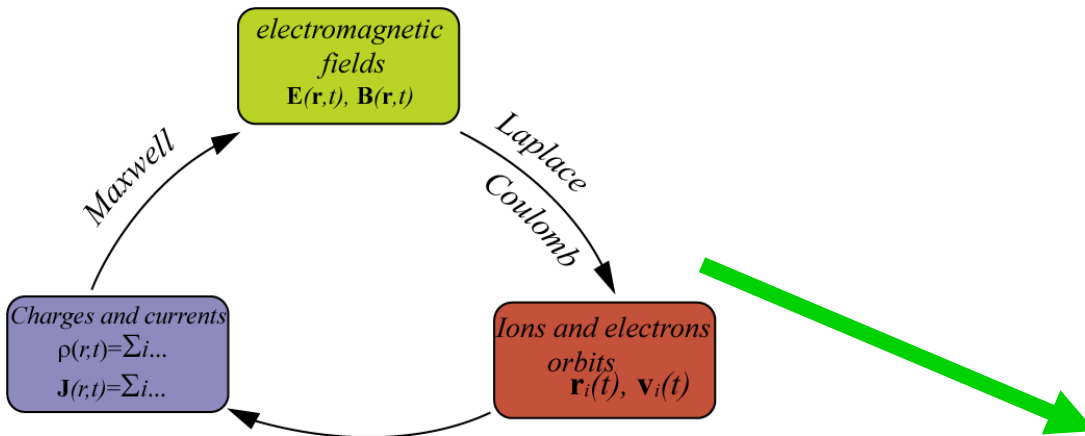 electromagnetic
fields
E(r,t), B(r,t)
Maxwell
Laplace
Coulomb
Charges and currents
ρ(r,t)=Σi...
J(r,t)=Σi...
Ions and electrons
orbits
rᵢ(t), vᵢ(t)